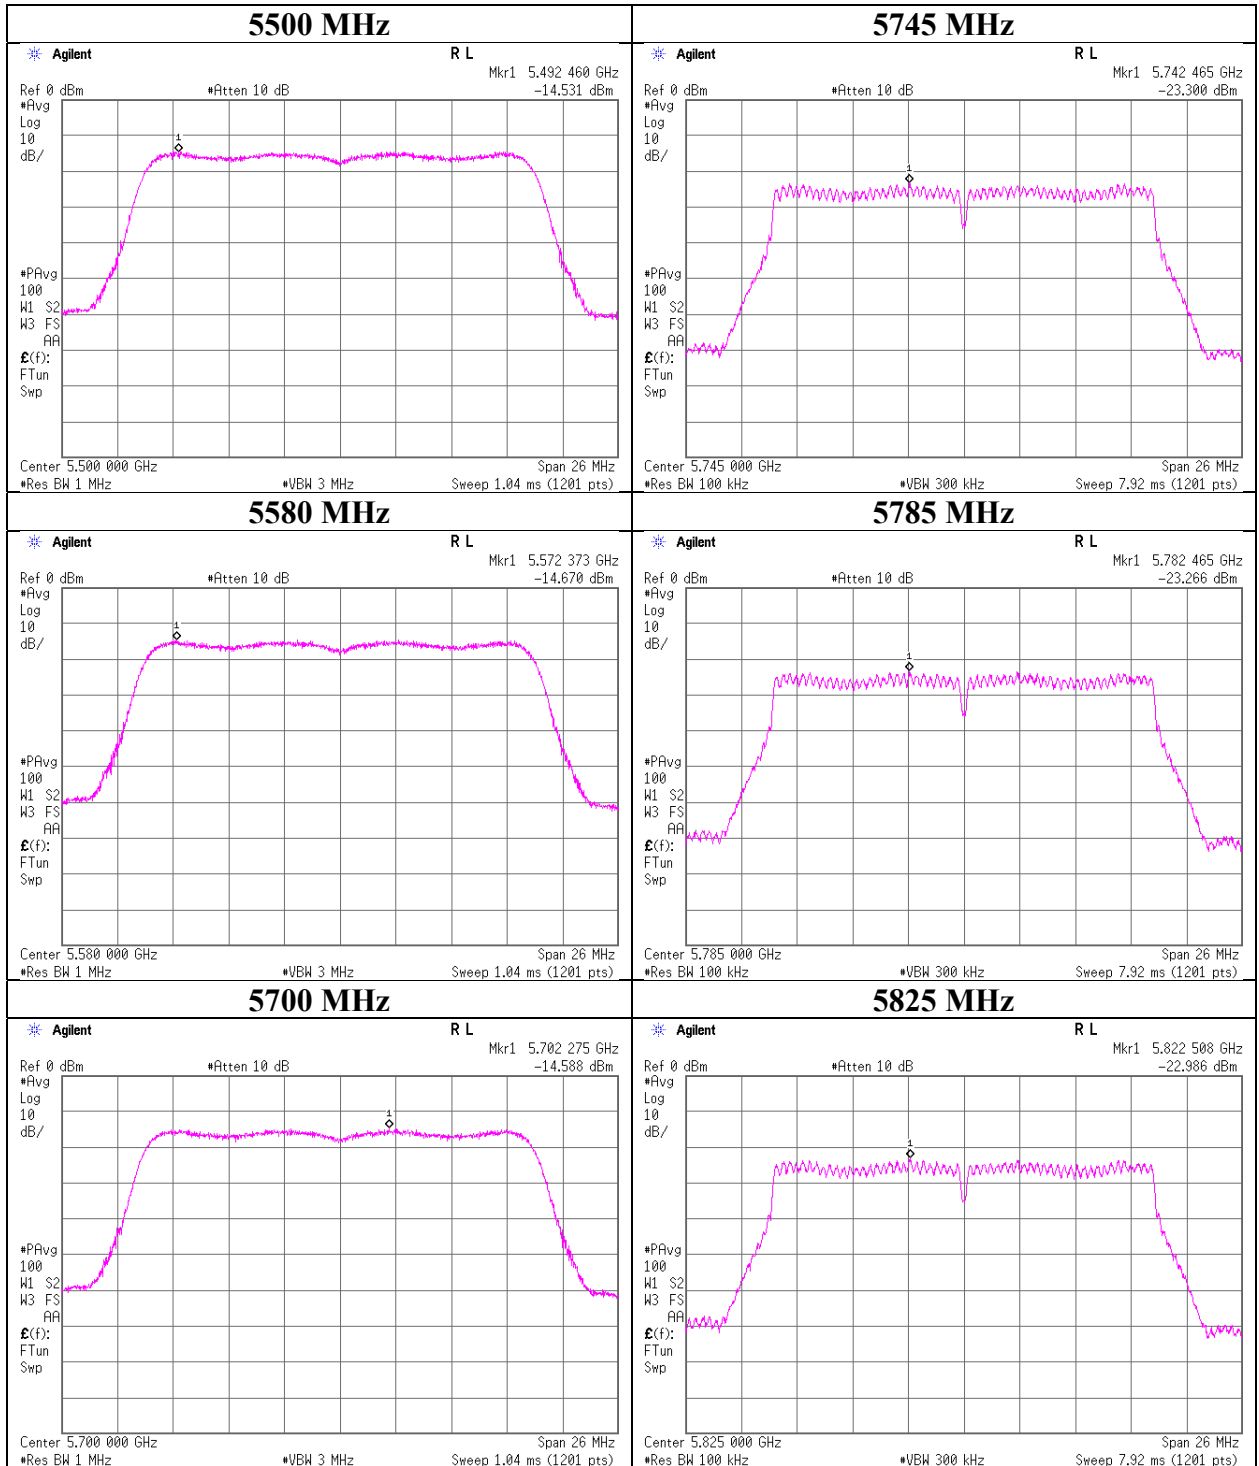 5500 MHz
Agilent R L
Mkr1 5.492 460 GHz
Ref 0 dBm #Atten 10 dB -14.531 dBm
#Avg
Log
10
dB/
1
#PAvg
100
W1 S2
W3 FS
AA
£(f):
FTun
Swp
Center 5.500 000 GHz Span 26 MHz
#Res BW 1 MHz #VBW 3 MHz Sweep 1.04 ms (1201 pts)
5745 MHz
Agilent R L
Mkr1 5.742 465 GHz
Ref 0 dBm #Atten 10 dB -23.300 dBm
#Avg
Log
10
dB/
1
#PAvg
100
W1 S2
W3 FS
AA
£(f):
FTun
Swp
Center 5.745 000 GHz Span 26 MHz
#Res BW 100 kHz #VBW 300 kHz Sweep 7.92 ms (1201 pts)
5580 MHz
Agilent R L
Mkr1 5.572 373 GHz
Ref 0 dBm #Atten 10 dB -14.670 dBm
#Avg
Log
10
dB/
1
#PAvg
100
W1 S2
W3 FS
AA
£(f):
FTun
Swp
Center 5.580 000 GHz Span 26 MHz
#Res BW 1 MHz #VBW 3 MHz Sweep 1.04 ms (1201 pts)
5785 MHz
Agilent R L
Mkr1 5.782 465 GHz
Ref 0 dBm #Atten 10 dB -23.266 dBm
#Avg
Log
10
dB/
1
#PAvg
100
W1 S2
W3 FS
AA
£(f):
FTun
Swp
Center 5.785 000 GHz Span 26 MHz
#Res BW 100 kHz #VBW 300 kHz Sweep 7.92 ms (1201 pts)
5700 MHz
Agilent R L
Mkr1 5.702 275 GHz
Ref 0 dBm #Atten 10 dB -14.588 dBm
#Avg
Log
10
dB/
1
#PAvg
100
W1 S2
W3 FS
AA
£(f):
FTun
Swp
Center 5.700 000 GHz Span 26 MHz
#Res BW 1 MHz #VBW 3 MHz Sweep 1.04 ms (1201 pts)
5825 MHz
Agilent R L
Mkr1 5.822 508 GHz
Ref 0 dBm #Atten 10 dB -22.986 dBm
#Avg
Log
10
dB/
1
#PAvg
100
W1 S2
W3 FS
AA
£(f):
FTun
Swp
Center 5.825 000 GHz Span 26 MHz
#Res BW 100 kHz #VBW 300 kHz Sweep 7.92 ms (1201 pts)